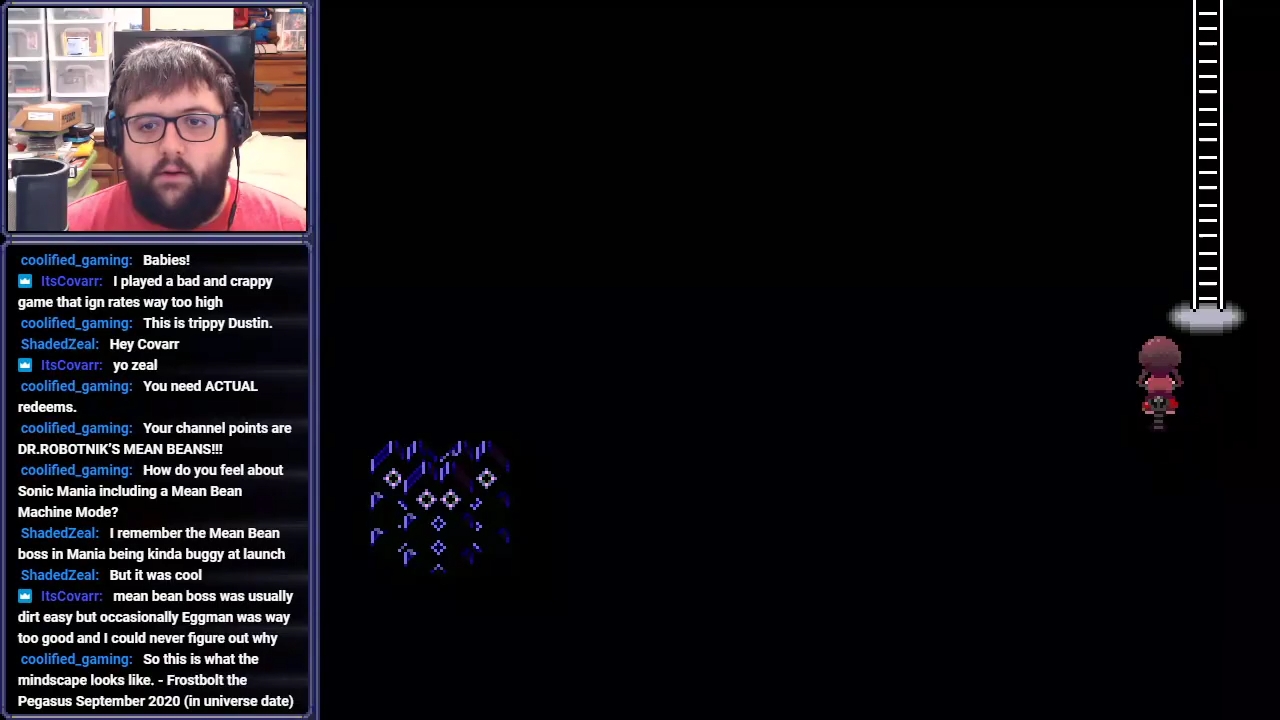 coolified_gaming: Babies!
ItsCovarr: I played a bad and crappy
game that ign rates way too high
coolified_gaming: This is trippy Dustin.
ShadedZeal: Hey Covarr
ItsCovarr: yo zeal
coolified_gaming: You need ACTUAL
redeems.
coolified_gaming: Your channel points are
DR.ROBOTNIK'S MEAN BEANS!!!
coolified_gaming: How do you feel about
Sonic Mania including a Mean Bean
Machine Mode?
ShadedZeal: I remember the Mean Bean
boss in Mania being kinda buggy at launch
ShadedZeal: But it was cool
ItsCovarr: mean bean boss was usually
dirt easy but occasionally Eggman was way
too good and I could never figure out why
coolified_gaming: So this is what the
mindscape looks like. - Frostbolt the
Pegasus September 2020 (in universe date)